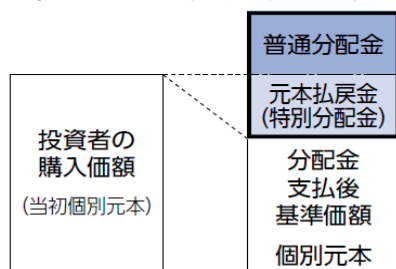 普通分配金
元本払戻金
(特別分配金)
投資者の
購入価額
(当初個別元本)
分配金
支払後
基準価額
個別元本